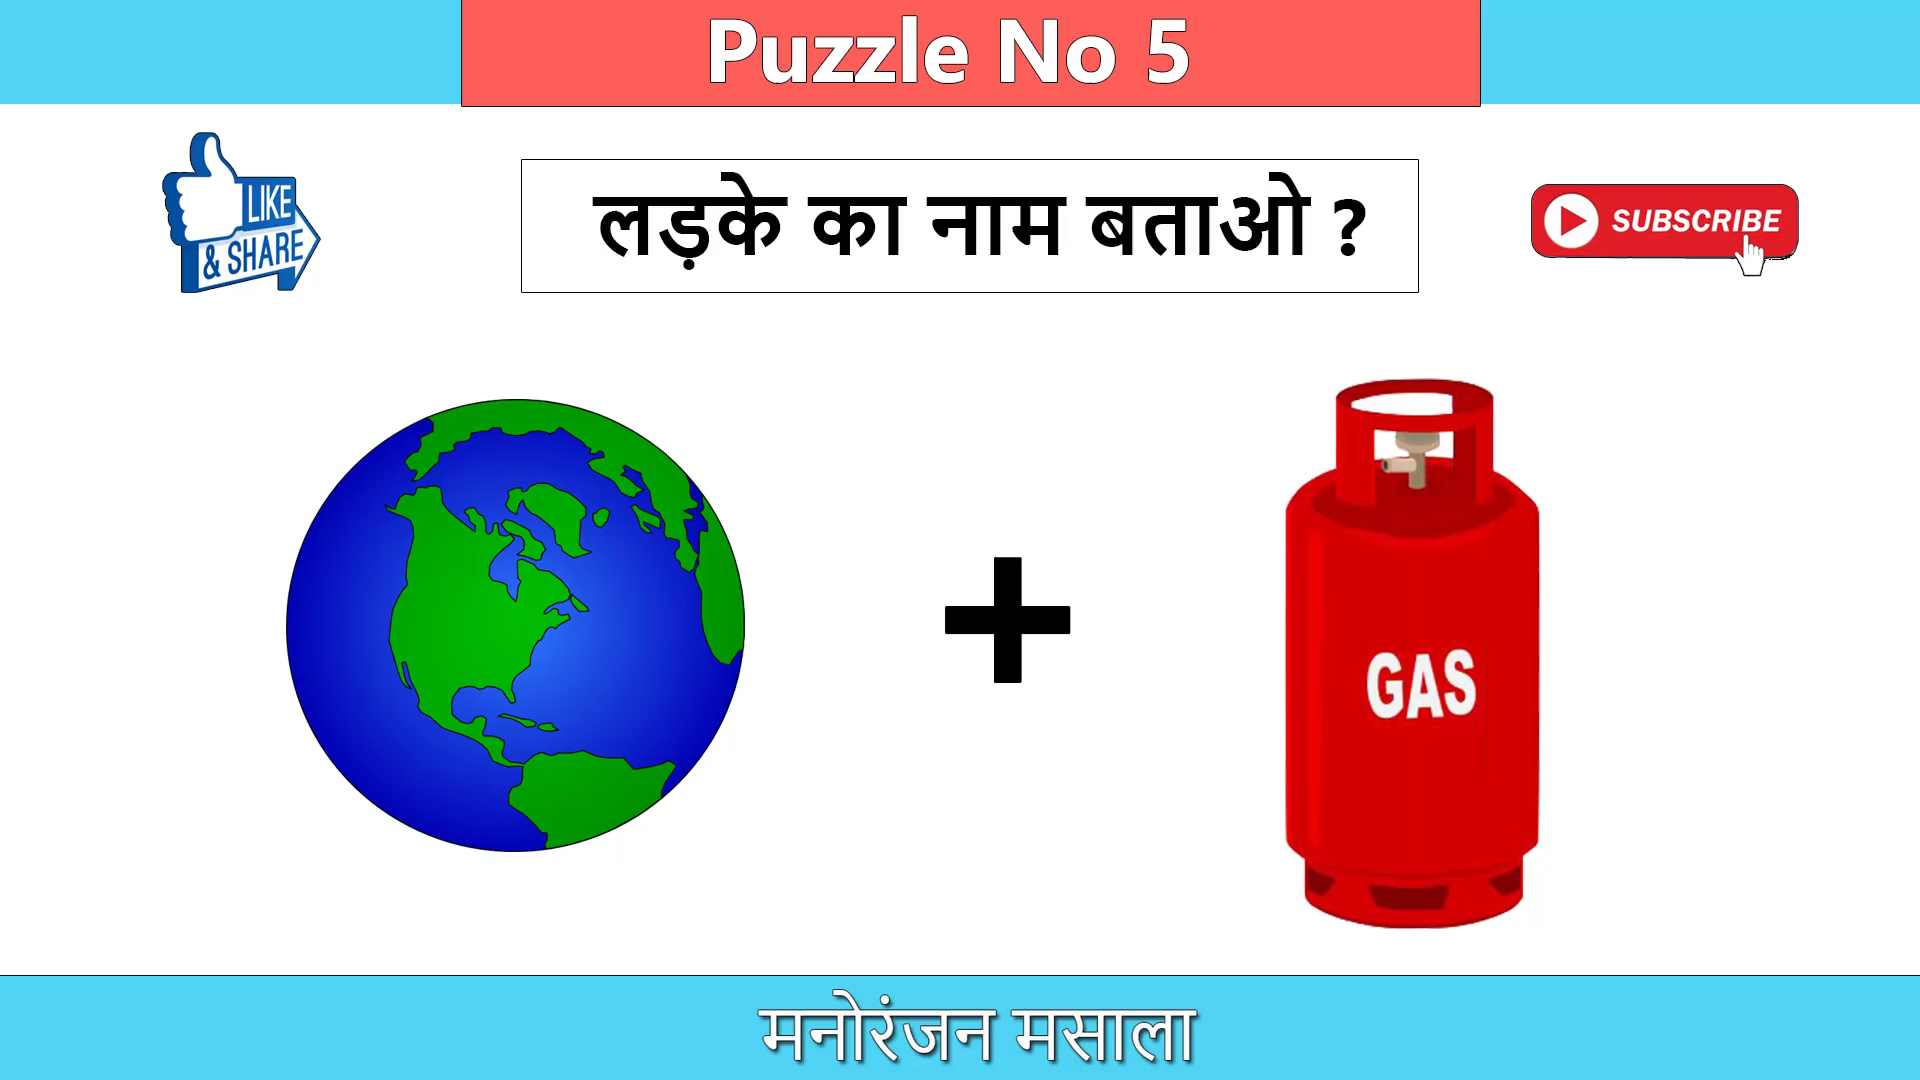 Puzzle No 5
LIKE
& SHARE
लड़के का नाम बताओ ?
SUBSCRIBE
GAS
मनोरंजन मसाला